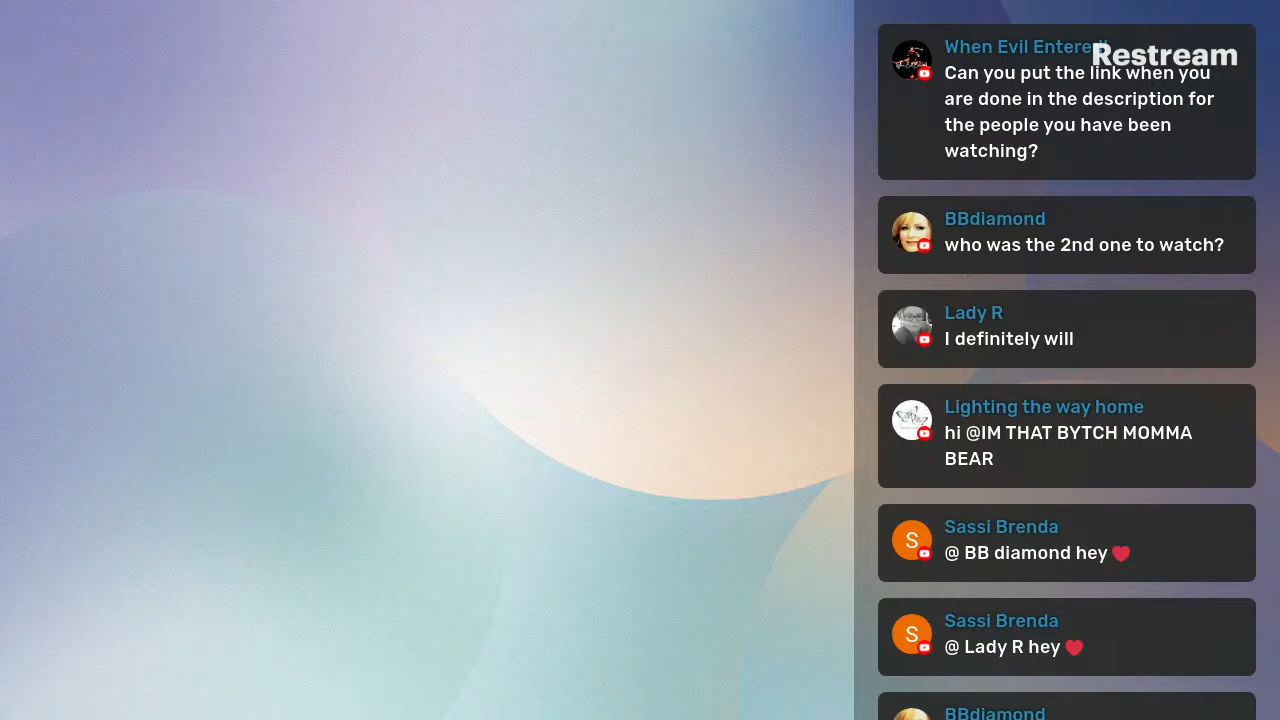 When Evil Entered!
Restream
Can you put the link when you
are done in the description for
the people you have been
watching?
BBdiamond
who was the 2nd one to watch?
Lady R
I definitely will
Lighting the way home
hi @IM THAT BYTCH MOMMA
BEAR
S
Sassi Brenda
@ BB diamond hey
S
Sassi Brenda
@ Lady R hey
BBdiamond